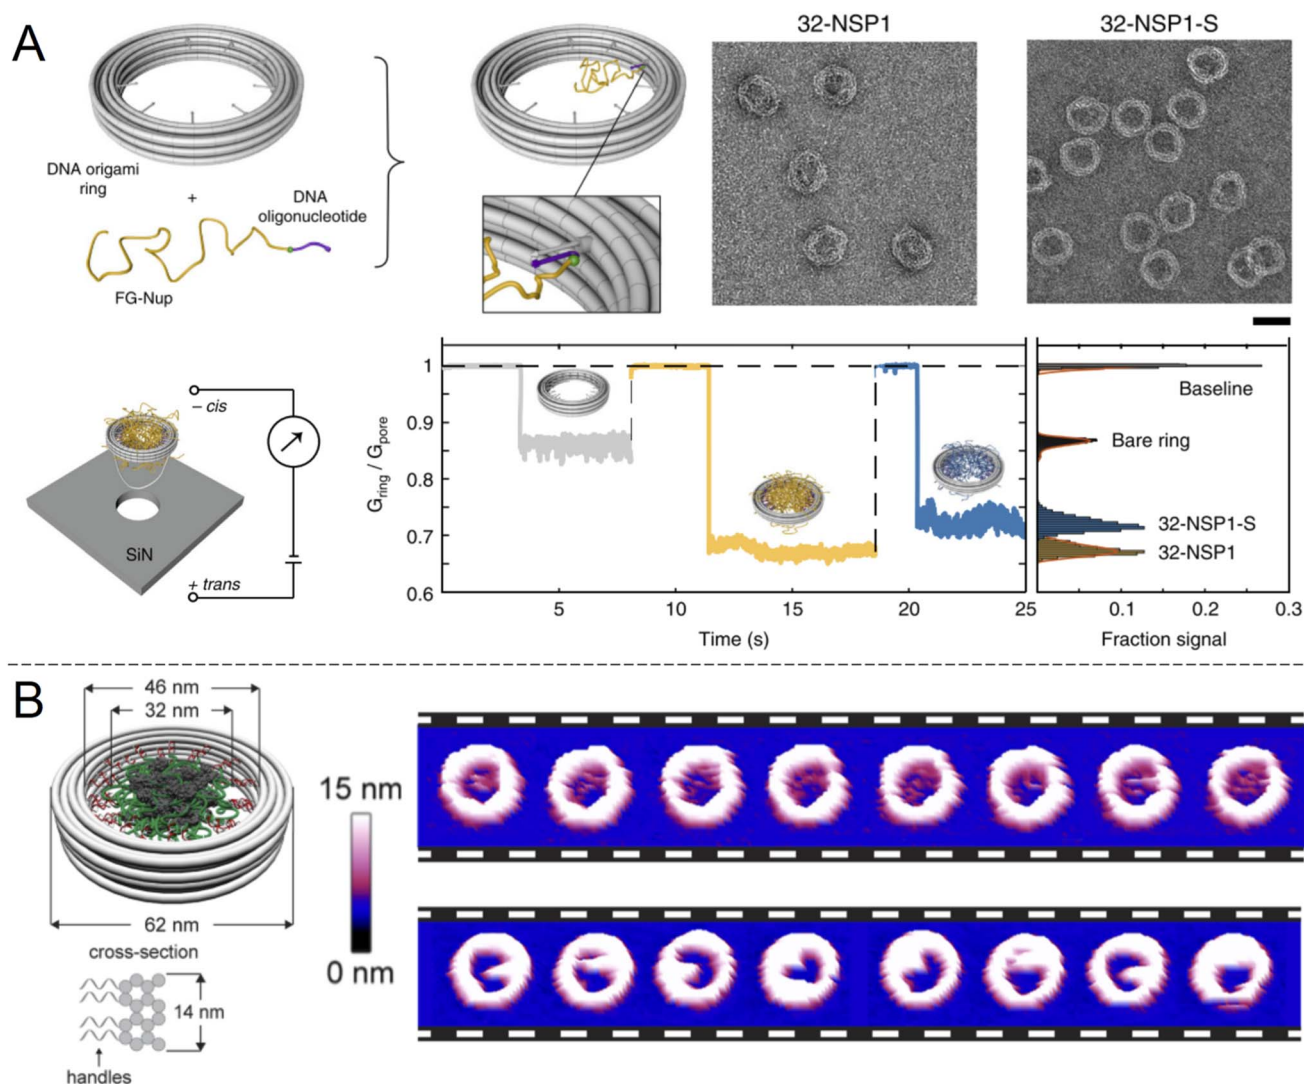 A
32-NSP1
32-NSP1-S
DNA origami
ring
+
DNA
oligonucleotide
FG-Nup
– cis
SiN
+ trans
G_ring / G_pore
1
0.9
0.8
0.7
0.6
5
10
15
20
25
Time (s)
Baseline
Bare ring
32-NSP1-S
32-NSP1
0.1
0.2
0.3
Fraction signal
B
46 nm
32 nm
62 nm
cross-section
14 nm
handles
15 nm
0 nm